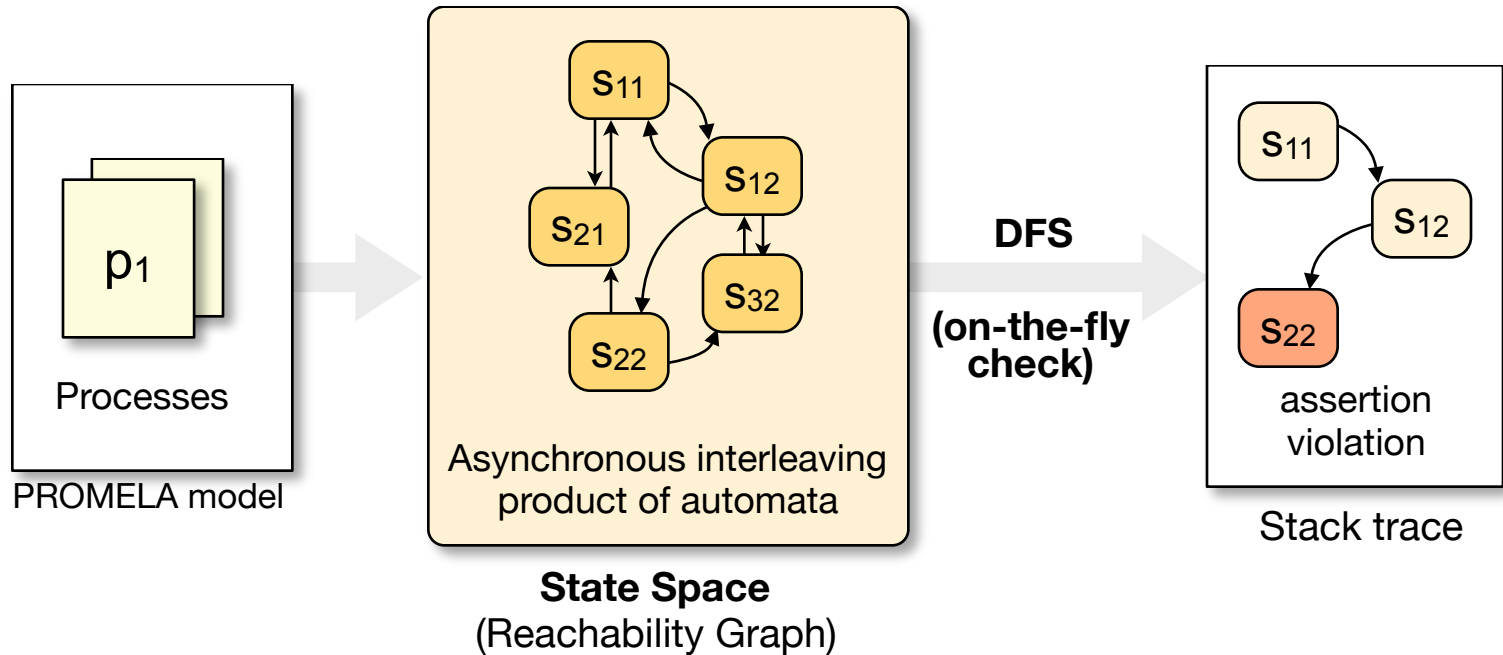 p1
Processes
PROMELA model
s11
s12
s21
s32
s22
Asynchronous interleaving
product of automata
State Space
(Reachability Graph)
DFS
(on-the-fly
check)
s11
s12
s22
assertion
violation
Stack trace